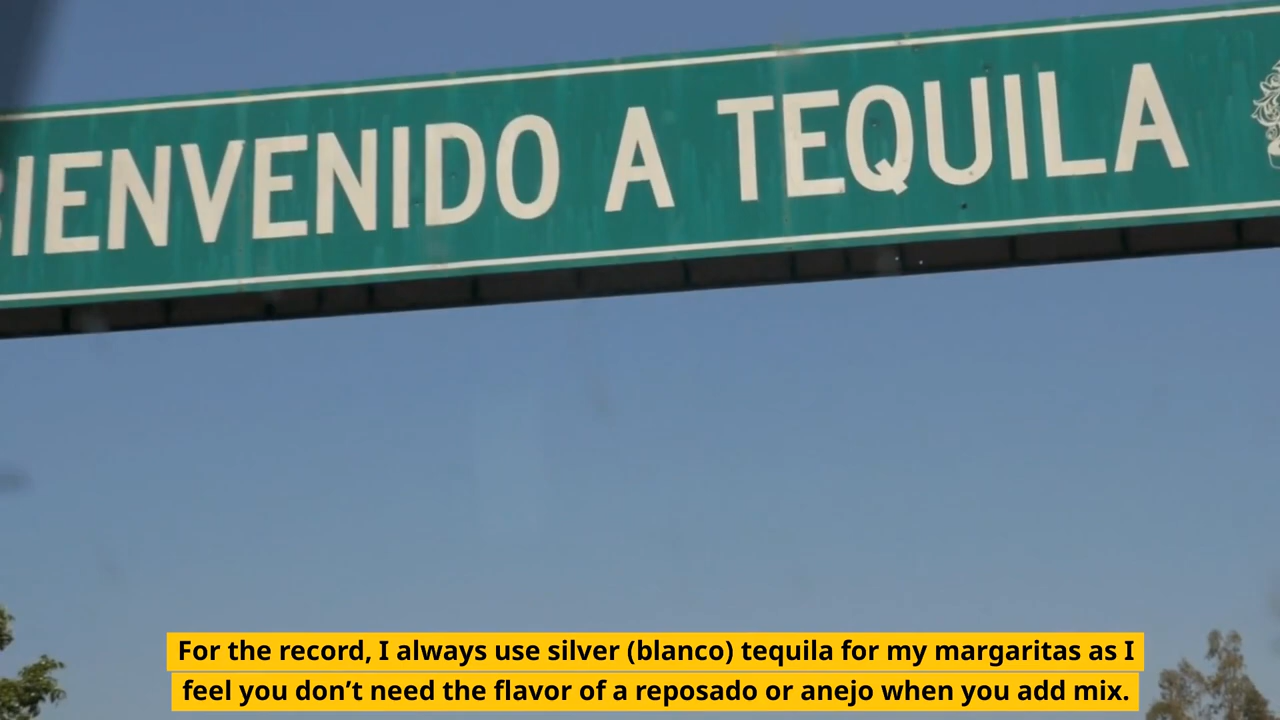 BIENVENIDO A TEQUILA
For the record, I always use silver (blanco) tequila for my margaritas as I
feel you don’t need the flavor of a reposado or anejo when you add mix.